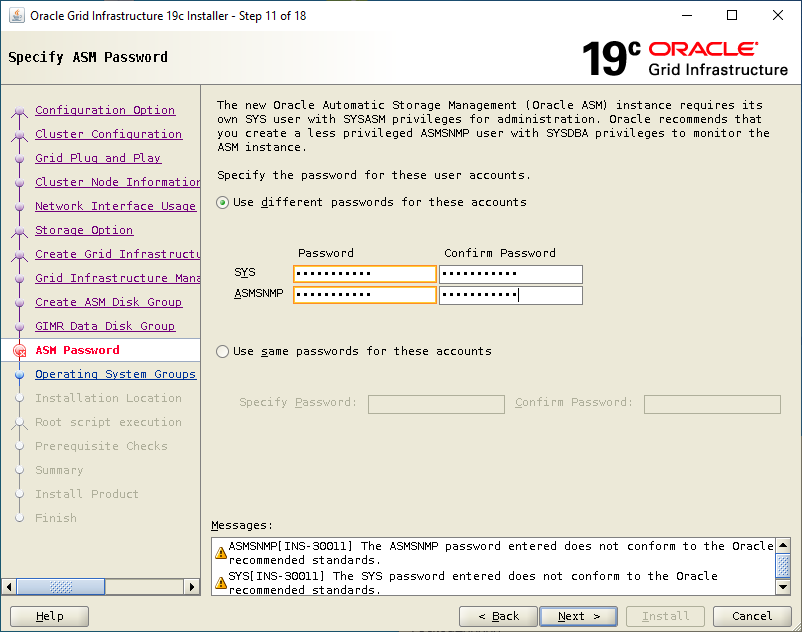 Oracle Grid Infrastructure 19c Installer - Step 11 of 18
Specify ASM Password
19c ORACLE
Grid Infrastructure
Configuration Option
Cluster Configuration
Grid Plug and Play
Cluster Node Information
Network Interface Usage
Storage Option
Create Grid Infrastructu
Grid Infrastructure Mana
Create ASM Disk Group
GIMR Data Disk Group
ASM Password
Operating System Groups
Installation Location
Root script execution
Prerequisite Checks
Summary
Install Product
Finish
The new Oracle Automatic Storage Management (Oracle ASM) instance requires its
own SYS user with SYSASM privileges for administration. Oracle recommends that
you create a less privileged ASMSNMP user with SYSDBA privileges to monitor the
ASM instance.
Specify the password for these user accounts.
Use different passwords for these accounts
Password Confirm Password
SYS ••••••••••• •••••••••••
ASMSNMP ••••••••••• •••••••••••
Use same passwords for these accounts
Specify Password: Confirm Password:
Messages:
ASMSNMP[INS-30011] The ASMSNMP password entered does not conform to the Oracle
recommended standards.
SYS[INS-30011] The SYS password entered does not conform to the Oracle
recommended standards.
Help < Back Next > Install Cancel